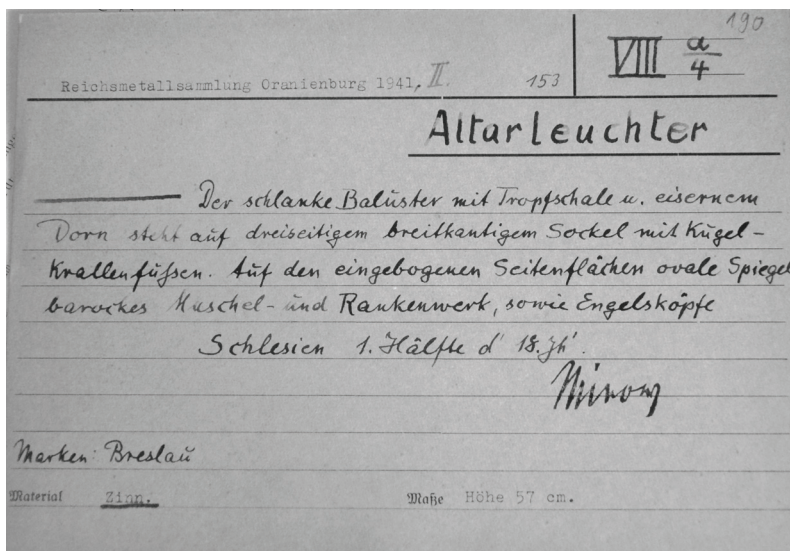 190
VIII a/4
Reichsmetallsammlung Oranienburg 1941, II. 153
Altarleuchter
Der schlanke Baluster mit Tropfschale u. eisernem
Dorn steht auf dreiseitigem breitkantigem Sockel mit Kugel-
krallenfüssen. Auf den eingebogenen Seitenflächen ovale Spiegel
barockes Muschel- und Rankenwerk, sowie Engelsköpfe
Schlesien 1. Hälfte d' 18. Jh'.
Marken: Breslau
Material Zinn. Maße Höhe 57 cm.